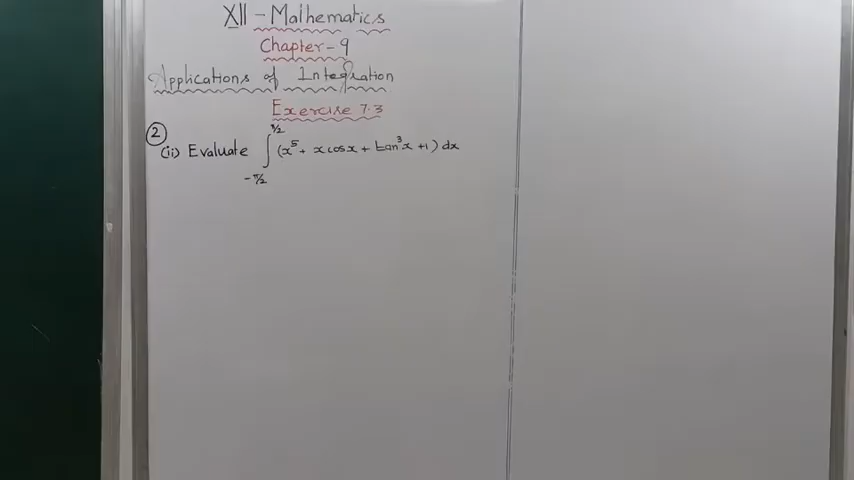 XII - Mathematics
Chapter - 9
Applications of Integration
Exercise 7.3
② (ii) Evaluate ∫_{-π/2}^{π/2} (x⁵ + x cosx + tan³x + 1) dx